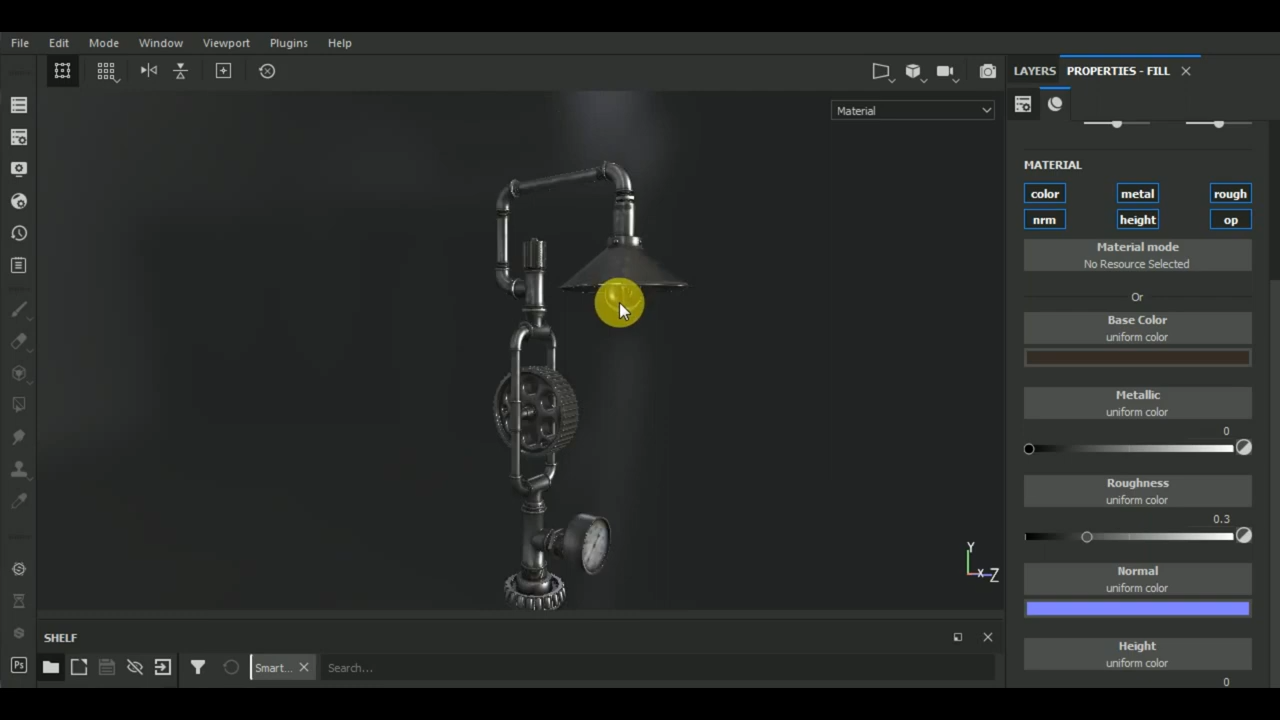 File Edit Mode Window Viewport Plugins Help
LAYERS PROPERTIES - FILL
Material
MATERIAL
color metal rough
nrm height op
Material mode
No Resource Selected
Or
Base Color
uniform color
Metallic
uniform color
0
Roughness
uniform color
0.3
Normal
uniform color
Height
uniform color
0
Y
X Z
SHELF
Smart... Search...
Ps